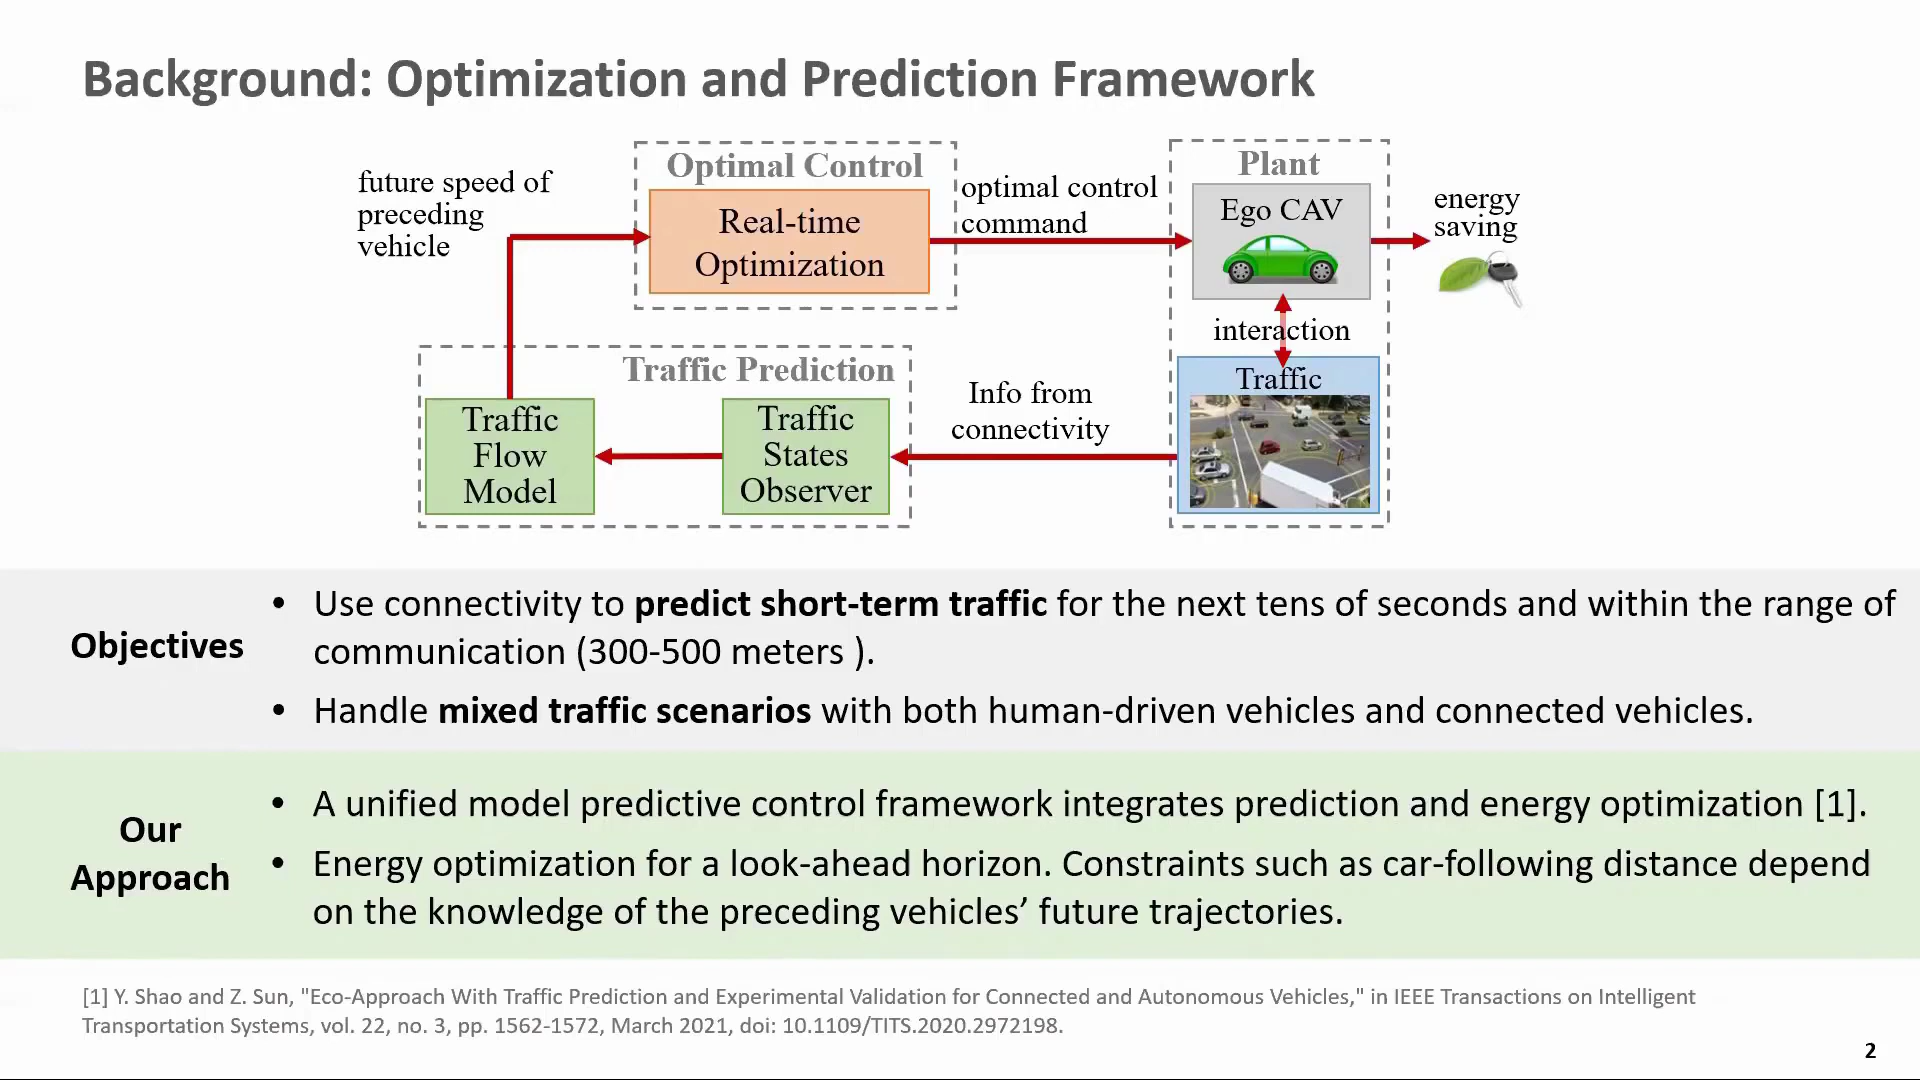 Background: Optimization and Prediction Framework
future speed of
preceding
vehicle
Optimal Control
Real-time
Optimization
optimal control
command
Plant
Ego CAV
energy
saving
interaction
Traffic
Traffic Prediction
Traffic
Flow
Model
Traffic
States
Observer
Info from
connectivity
Objectives
• Use connectivity to predict short-term traffic for the next tens of seconds and within the range of
communication (300-500 meters ).
• Handle mixed traffic scenarios with both human-driven vehicles and connected vehicles.
Our
Approach
• A unified model predictive control framework integrates prediction and energy optimization [1].
• Energy optimization for a look-ahead horizon. Constraints such as car-following distance depend
on the knowledge of the preceding vehicles’ future trajectories.
[1] Y. Shao and Z. Sun, "Eco-Approach With Traffic Prediction and Experimental Validation for Connected and Autonomous Vehicles," in IEEE Transactions on Intelligent
Transportation Systems, vol. 22, no. 3, pp. 1562-1572, March 2021, doi: 10.1109/TITS.2020.2972198.
2